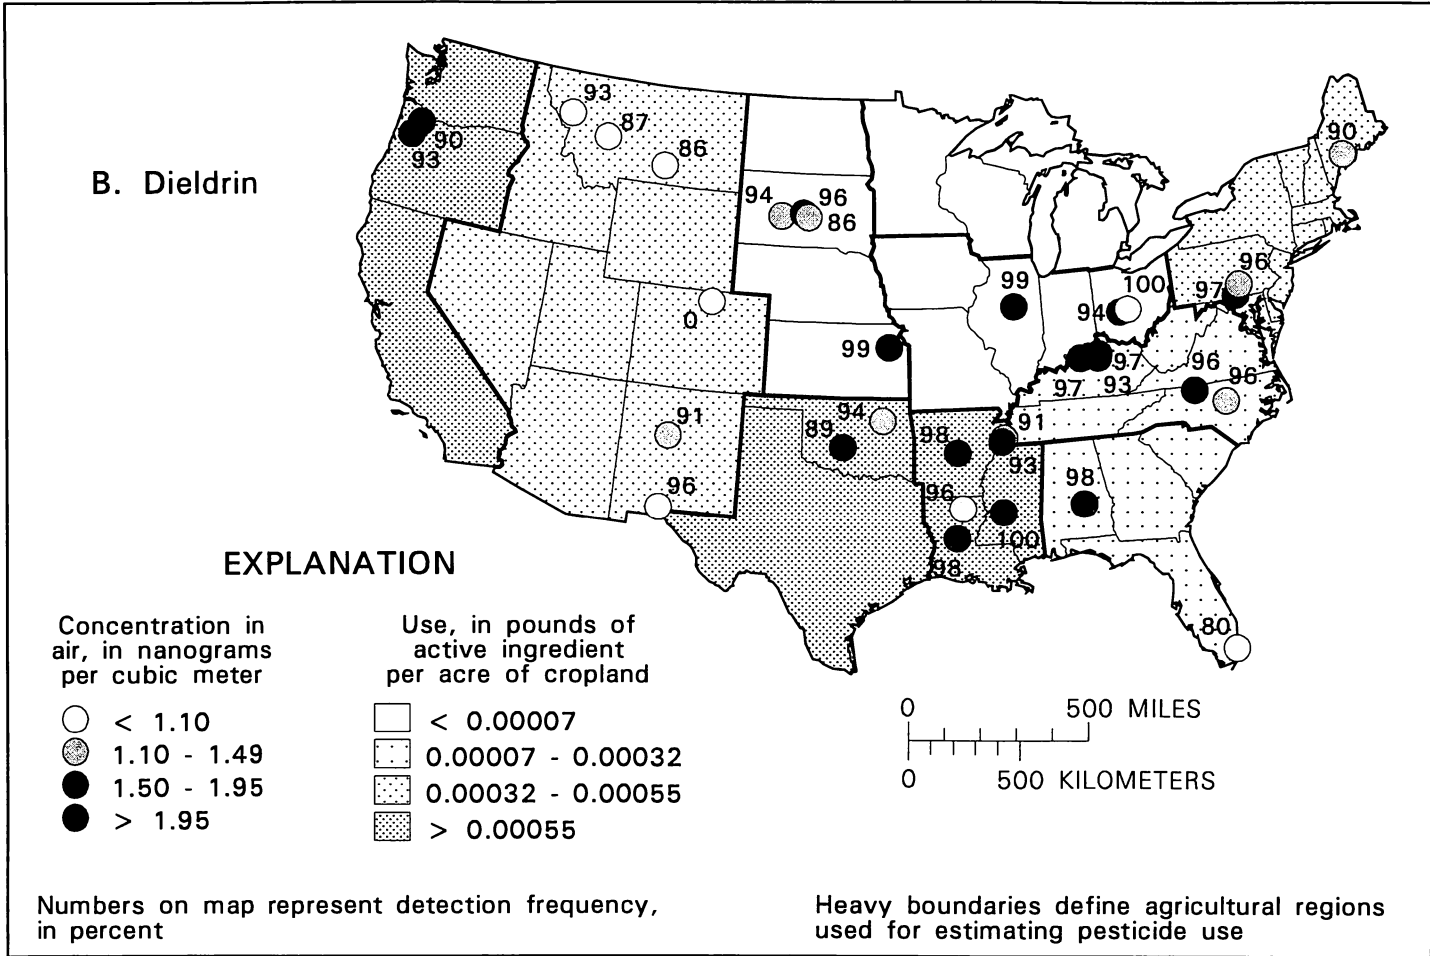 B. Dieldrin
93
87
86
90
93
94
96
86
0
99
91
96
94
89
98
91
93
96
100
98
98
99
100
94
97
97
93
96
96
96
97
90
80
EXPLANATION
Concentration in
air, in nanograms
per cubic meter
< 1.10
1.10 - 1.49
1.50 - 1.95
> 1.95
Use, in pounds of
active ingredient
per acre of cropland
< 0.00007
0.00007 - 0.00032
0.00032 - 0.00055
> 0.00055
0 500 MILES
0 500 KILOMETERS
Numbers on map represent detection frequency,
in percent
Heavy boundaries define agricultural regions
used for estimating pesticide use